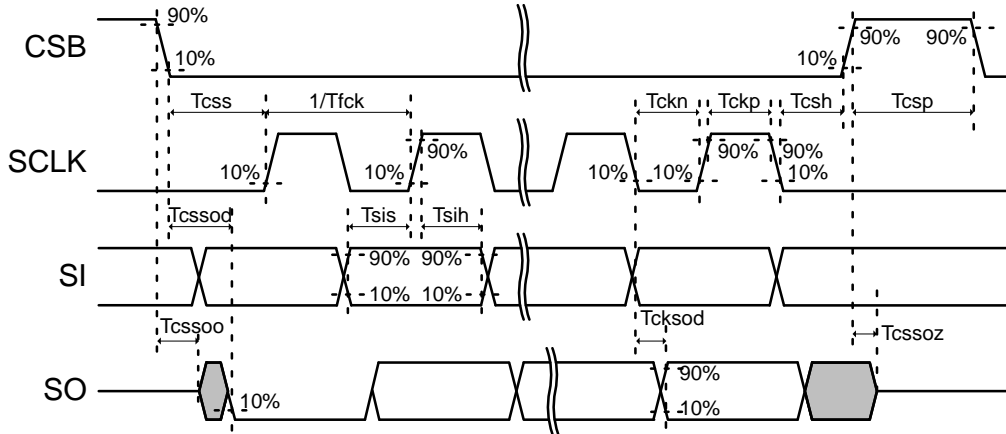 90%
CSB
10%
10%
90%
90%
Tcss
1/Tfck
Tckn
Tckp
Tcsh
Tcsp
SCLK
10%
10%
90%
10%
10%
90%
90%
10%
Tcssod
Tsis
Tsih
SI
90%
90%
10%
10%
Tcssoo
Tcksod
Tcssoz
SO
10%
90%
10%